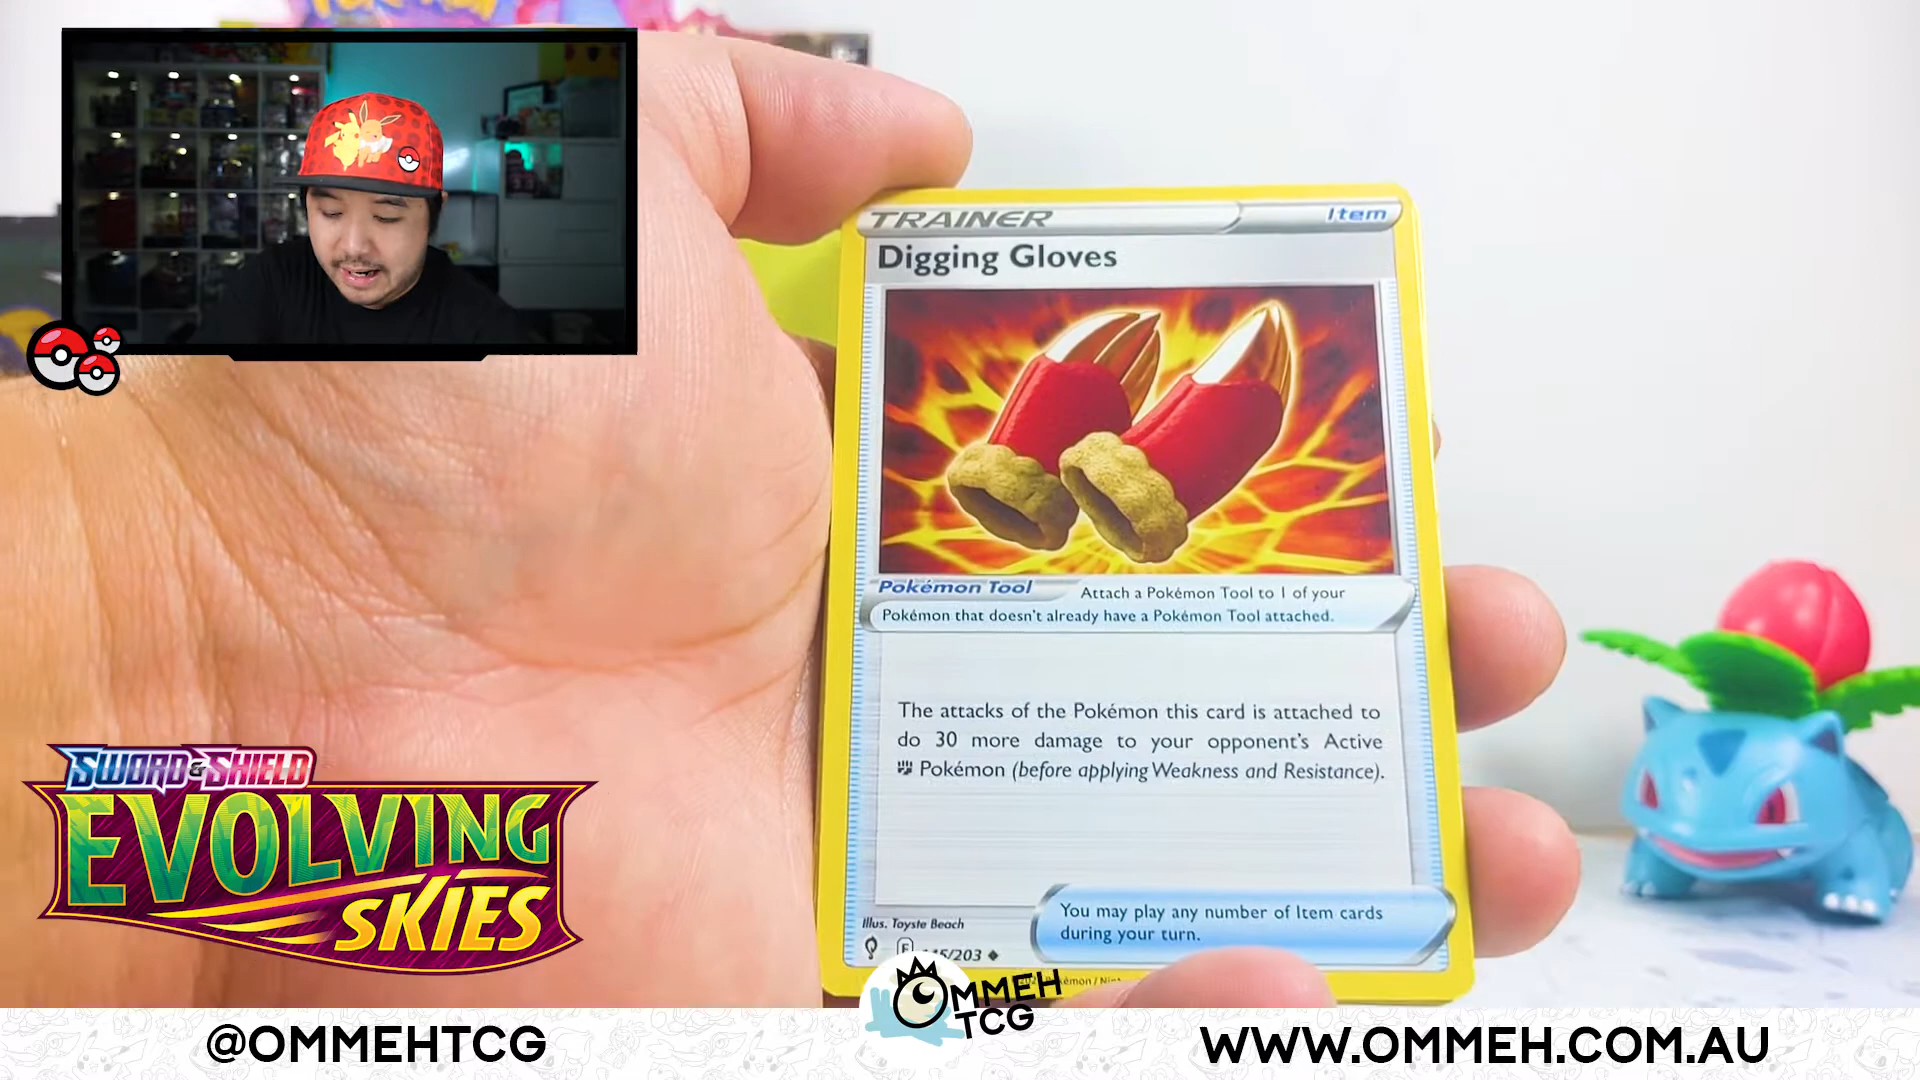 TRAINER
Item
Digging Gloves
Pokémon Tool
Attach a Pokémon Tool to 1 of your
Pokémon that doesn't already have a Pokémon Tool attached.
The attacks of the Pokémon this card is attached to
do 30 more damage to your opponent's Active
Pokémon (before applying Weakness and Resistance).
You may play any number of Item cards
during your turn.
Illus. Tayste Beach
E
SWORD & SHIELD
EVOLVING
SKIES
OMMEH
TCG
@OMMEHTCG
WWW.OMMEH.COM.AU